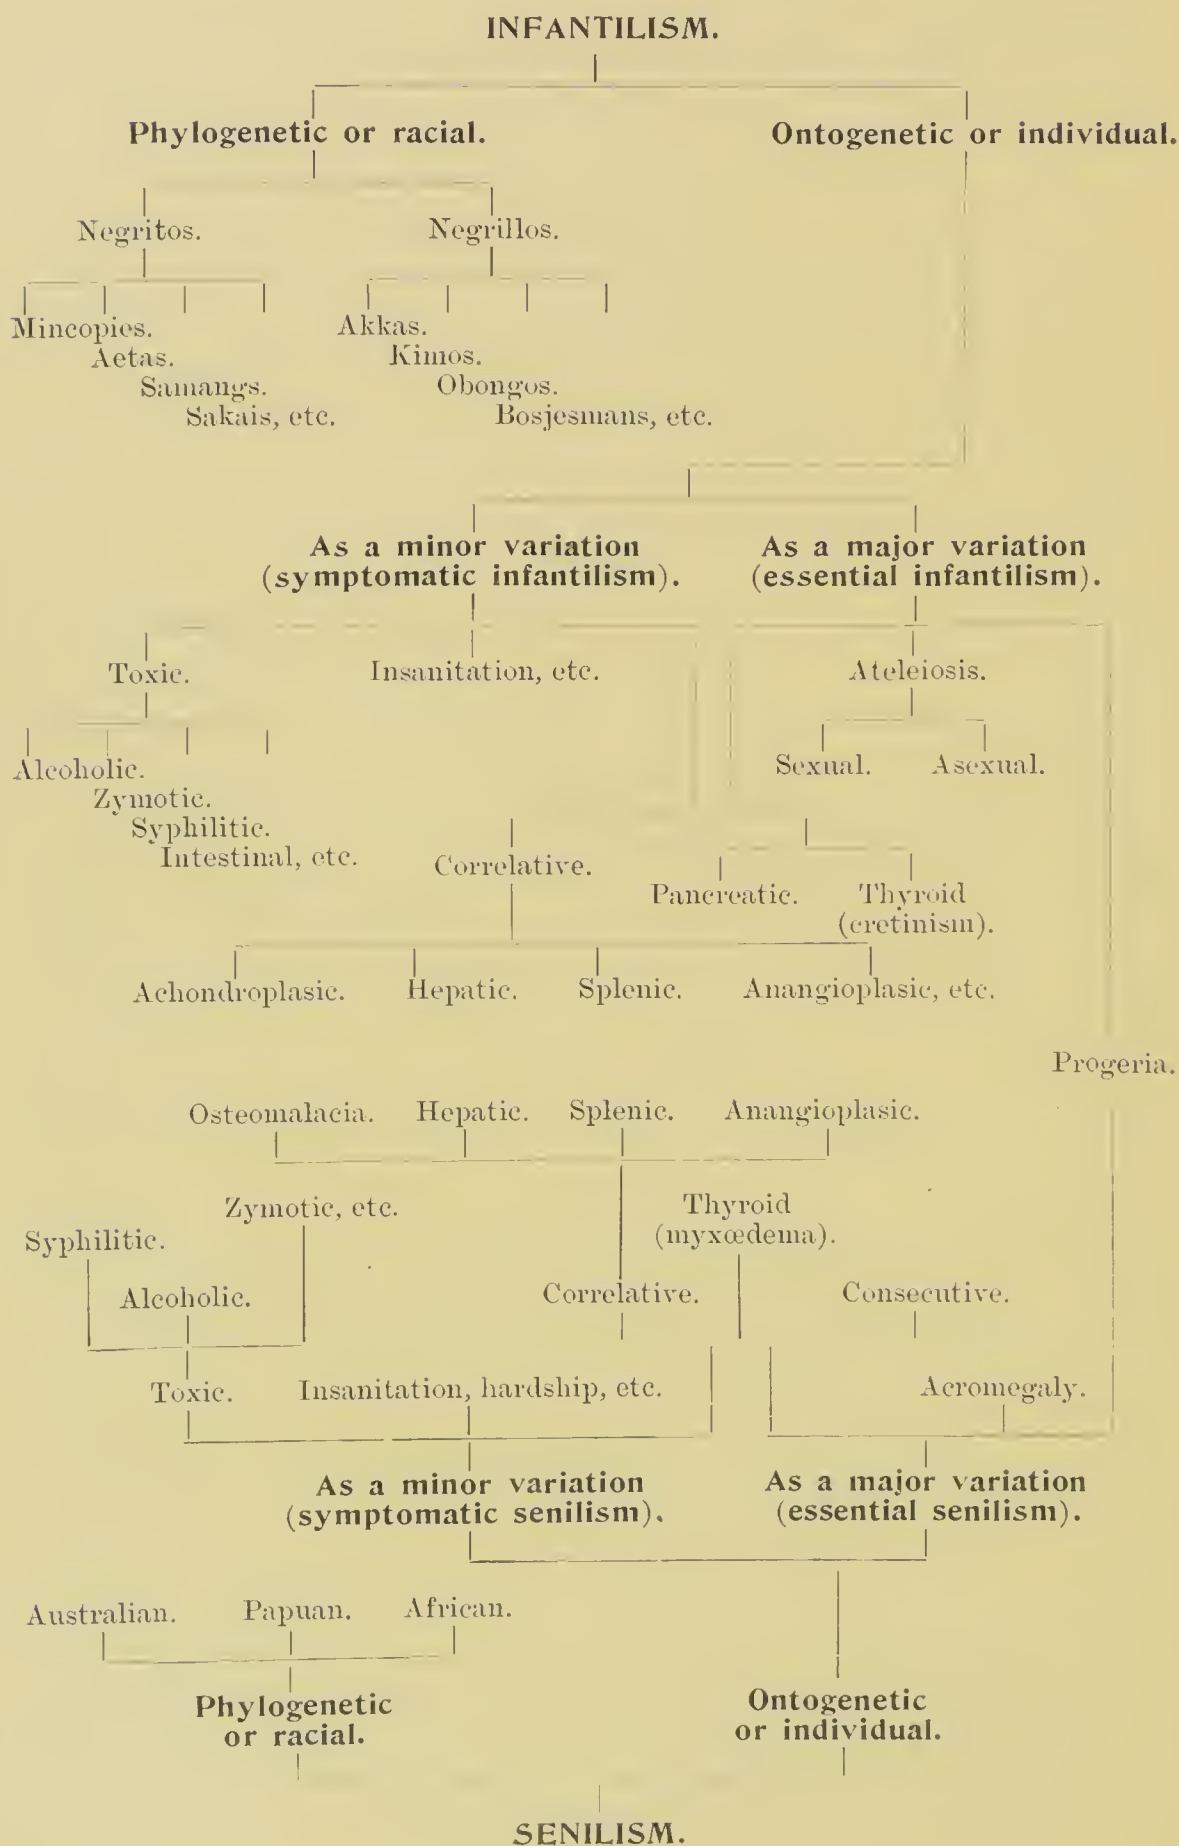 INFANTILISM.
Phylogenetic or racial. Ontogenetic or individual.
Negritos. Negrillos.
Mincopies. Akkas.
Aetas. Kimos.
Samangs. Obongos.
Sakais, etc. Bosjesmans, etc.
As a minor variation As a major variation
(symptomatic infantilism). (essential infantilism).
Toxic. Insanitation, etc. Ateleiosis.
Alcoholic. Sexual. Asexual.
Zymotic.
Syphilitic.
Intestinal, etc. Correlative.
Pancreatic. Thyroid
(cretinism).
Achondroplasic. Hepatic. Splenic. Anangioplasic, etc.
Progeria.
Osteomalacia. Hepatic. Splenic. Anangioplasic.
Zymotic, etc. Thyroid
Syphilitic. (myxœdema).
Alcoholic. Correlative. Consecutive.
Toxic. Insanitation, hardship, etc. Acromegaly.
As a minor variation As a major variation
(symptomatic senilism). (essential senilism).
Australian. Papuan. African.
Phylogenetic Ontogenetic
or racial. or individual.
SENILISM.